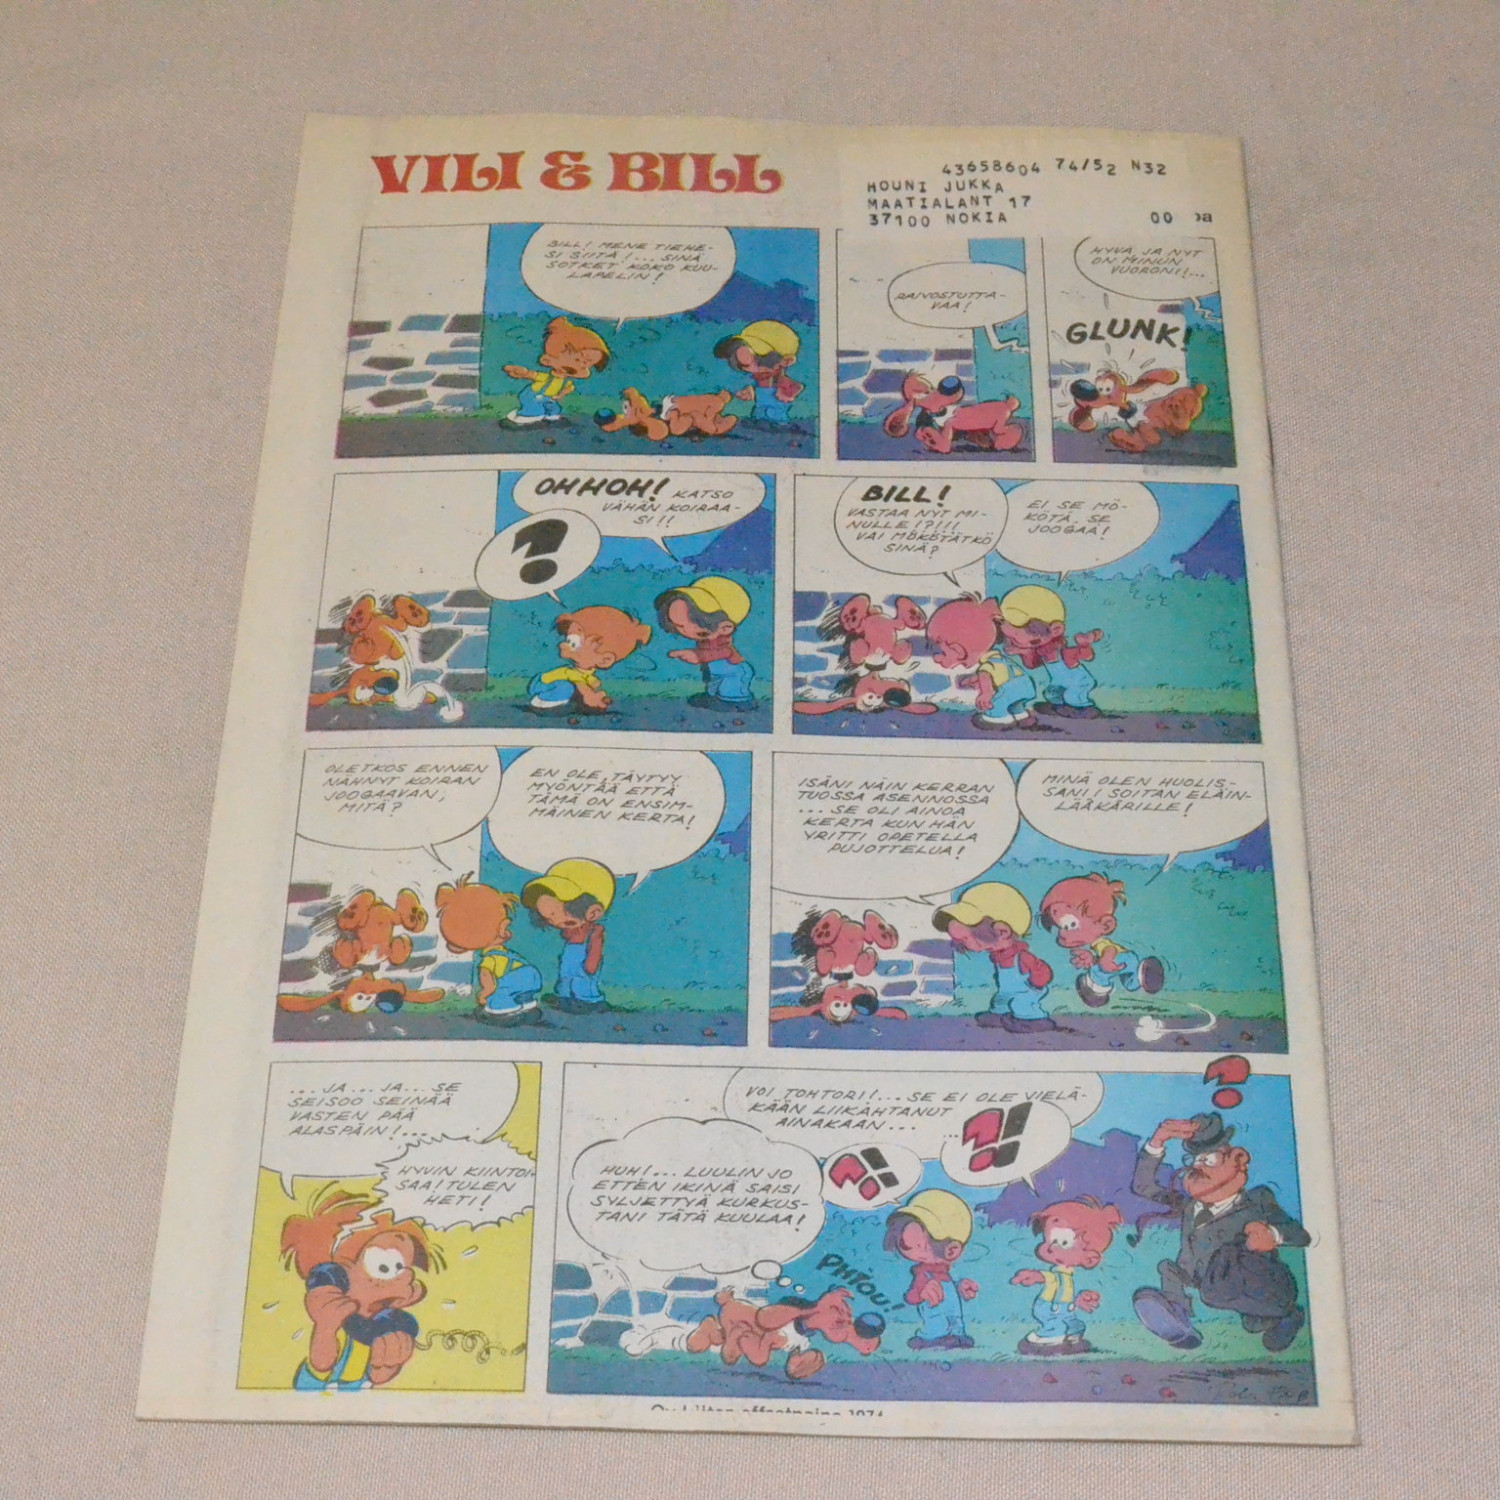 VILI & BILL
43658604 74/52 N32
HOUNI JUKKA
MAATIALANT 17
37100 NOKIA 00
BILL! MENE TIEHE-
SI SIITÄ!... SINÄ
SOTKET KOKO KUU-
LAPELIN!
RAIVOSTUTTA-
VAA!
HYVÄ JA NYT
ON MINUN
VUORONI!...
GLUNK!
OHHOH! KATSO
VÄHÄN KOIRAA-
SI!!
?
BILL!
VASTAA NYT MI-
NULLE!?!!!
VAI MÖKÖTÄTKÖ
SINÄ?
EI SE MÖ-
KÖTÄ. SE
JOOGAA!
OLETKOS ENNEN
NÄHNYT KOIRAN
JOOGAAVAN,
MITÄ?
EN OLE, TÄYTYY
MYÖNTÄÄ ETTÄ
TÄMÄ ON ENSIM-
MÄINEN KERTA!
ISÄNI NÄIN KERRAN
TUOSSA ASENNOSSA
...SE OLI AINOA
KERTA KUN HÄN
YRITTI OPETELLA
PUJOTTELUA!
MINÄ OLEN HUOLIS-
SANI! SOITAN ELÄIN-
LÄÄKÄRILLE!
...JA...JA...SE
SEISOO SEINÄÄ
VASTEN PÄÄ
ALASPÄIN!...
HYVIN KIINTOI-
SAA! TULEN
HETI!
VOI TOHTORI!...SE EI OLE VIELÄ-
KÄÄN LIIKAHTANUT
AINAKAAN...
...?!
?!
?
HUH!... LUULIN JO
ETTEN IKINÄ SAISI
SYLJETTYÄ KURKUS-
TANI TÄTÄ KUULAA!
PHTOU!